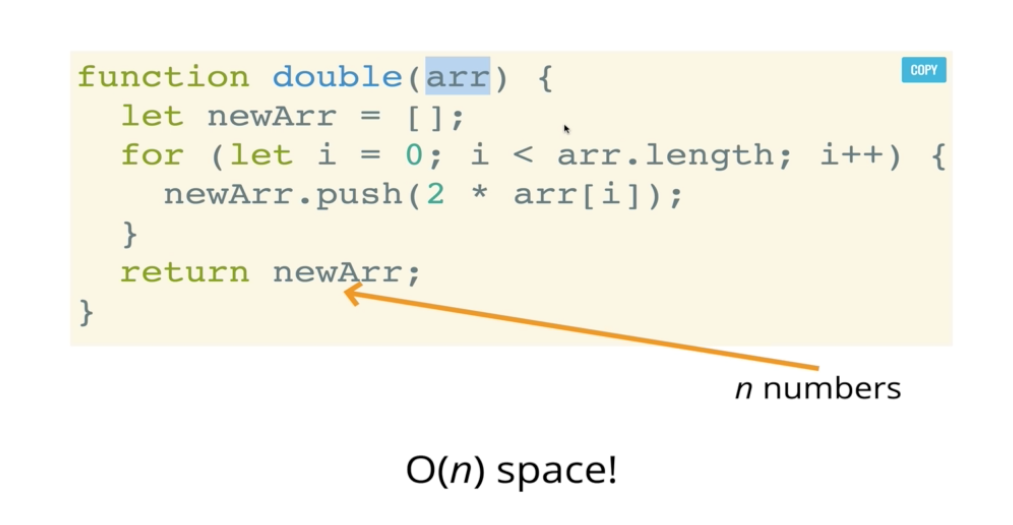 function double(arr) {
COPY
  let newArr = [];
  for (let i = 0; i < arr.length; i++) {
    newArr.push(2 * arr[i]);
  }
  return newArr;
}
n numbers
O(n) space!